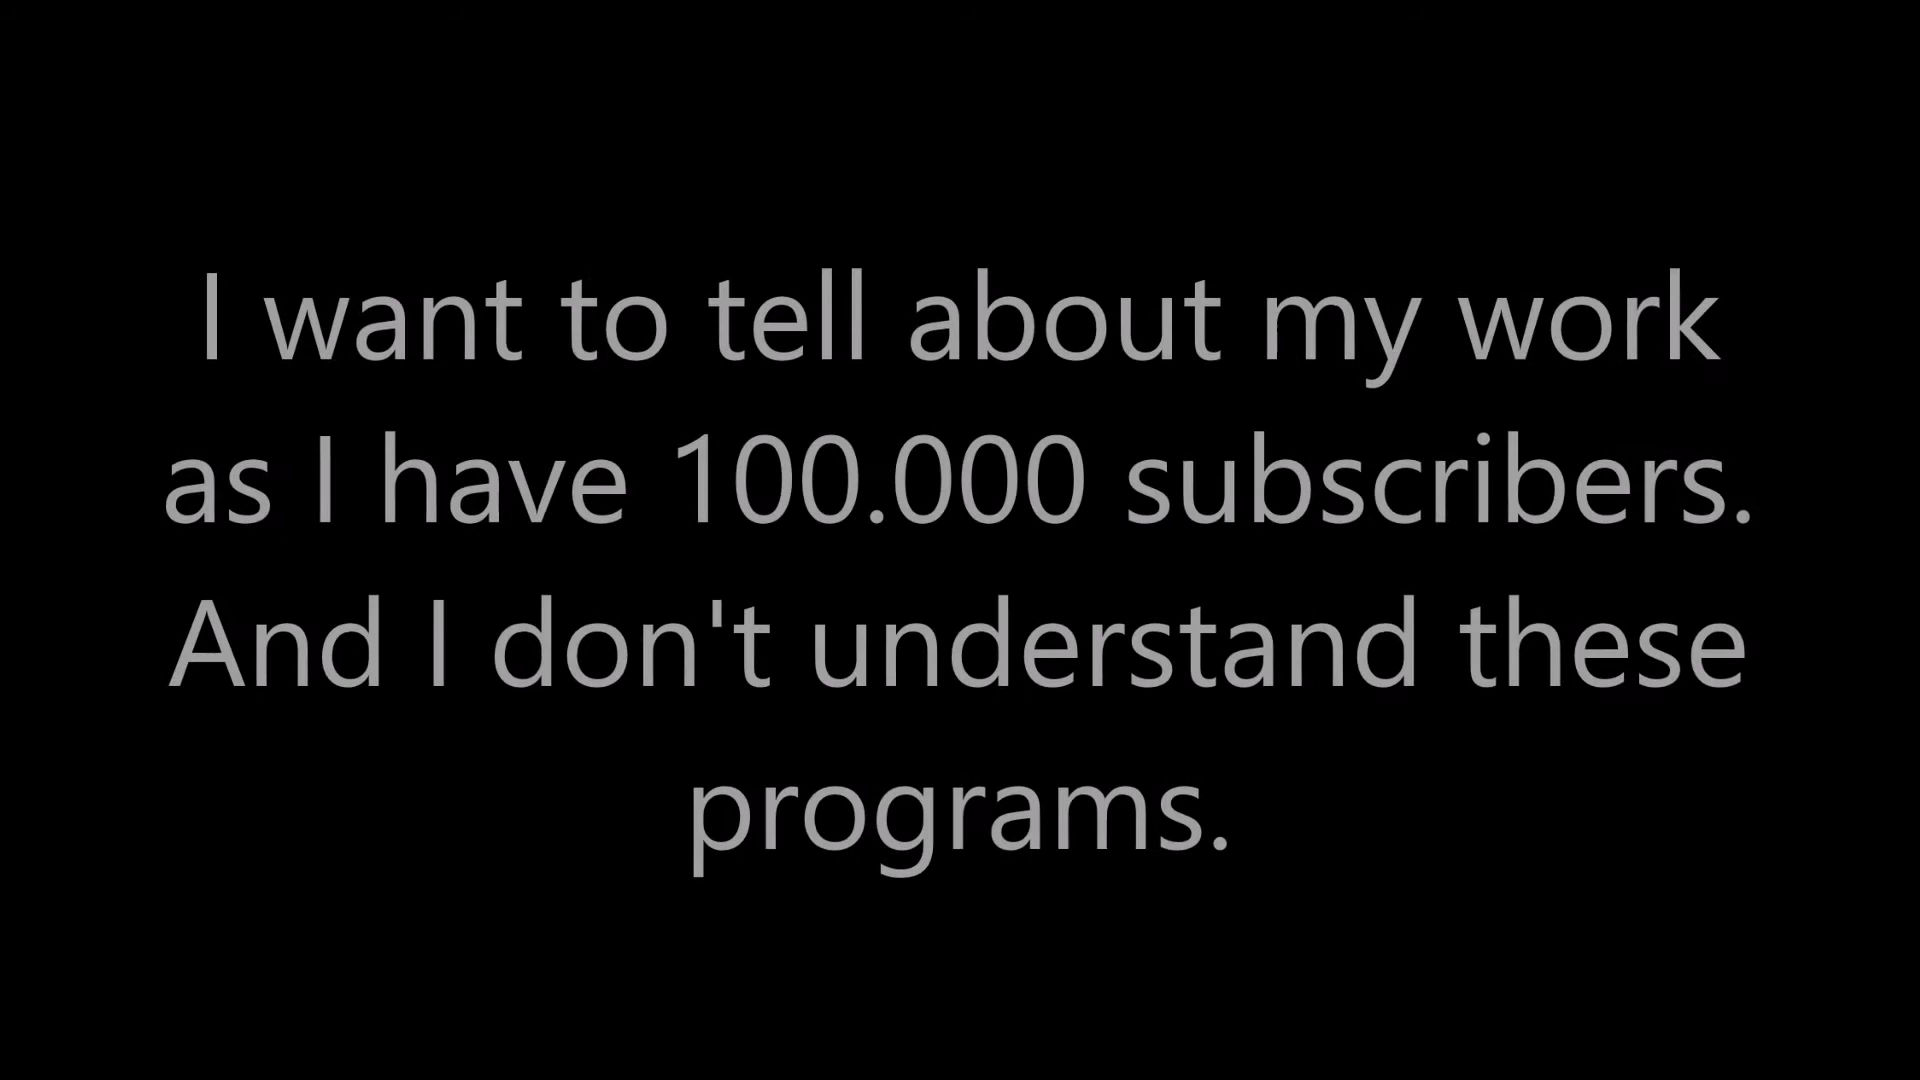 I want to tell about my work
as I have 100.000 subscribers.
And I don't understand these
programs.